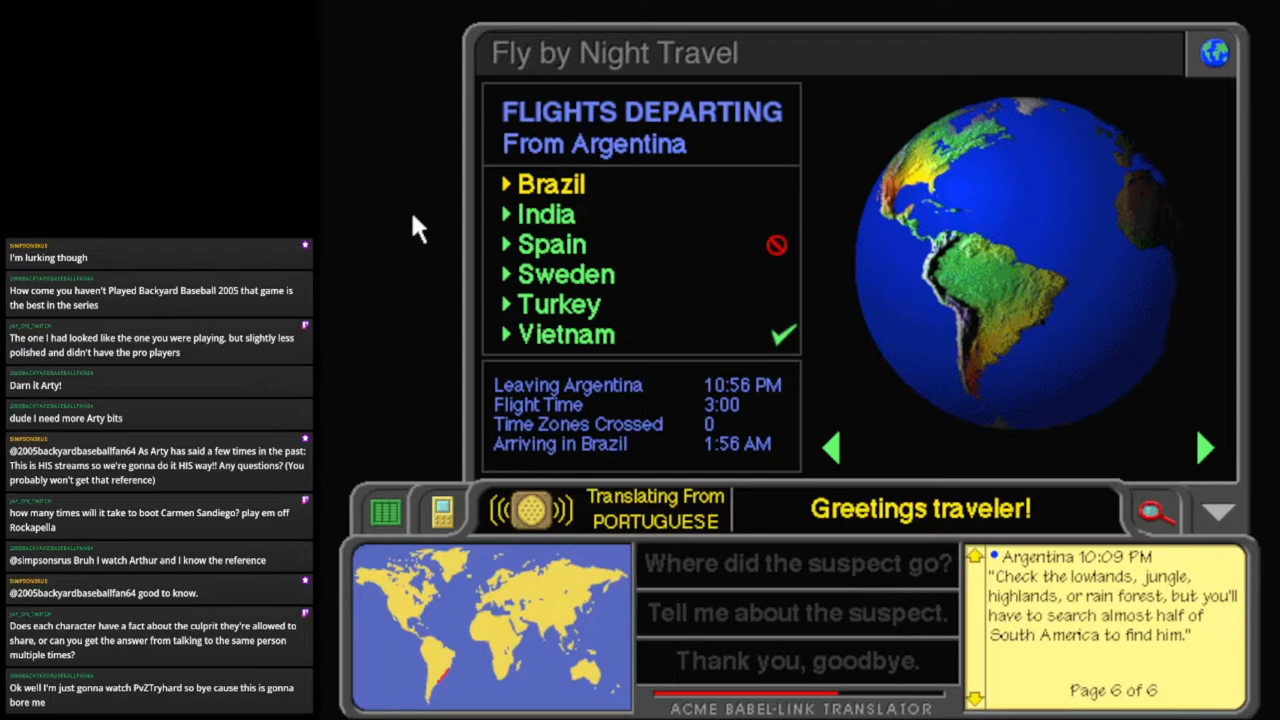 SIMPSONSRUS
I'm lurking though
2005BACKYARDBASEBALLFAN64
How come you haven't Played Backyard Baseball 2005 that game is
the best in the series
JAY_ON_TWITCH
The one I had looked like the one you were playing, but slightly less
polished and didn't have the pro players
2005BACKYARDBASEBALLFAN64
Darn it Arty!
2005BACKYARDBASEBALLFAN64
dude I need more Arty bits
SIMPSONSRUS
@2005backyardbaseballfan64 As Arty has said a few times in the past:
This is HIS streams so we're gonna do it HIS way!! Any questions? (You
probably won't get that reference)
JAY_ON_TWITCH
how many times will it take to boot Carmen Sandiego? play em off
Rockapella
2005BACKYARDBASEBALLFAN64
@simpsonsrus Bruh I watch Arthur and I know the reference
SIMPSONSRUS
@2005backyardbaseballfan64 good to know.
JAY_ON_TWITCH
Does each character have a fact about the culprit they're allowed to
share, or can you get the answer from talking to the same person
multiple times?
2005BACKYARDBASEBALLFAN64
Ok well I'm just gonna watch PvZTryhard so bye cause this is gonna
bore me
Fly by Night Travel
FLIGHTS DEPARTING
From Argentina
Brazil
India
Spain
Sweden
Turkey
Vietnam
Leaving Argentina 10:56 PM
Flight Time 3:00
Time Zones Crossed 0
Arriving in Brazil 1:56 AM
Translating From
PORTUGUESE
Greetings traveler!
Where did the suspect go?
Tell me about the suspect.
Thank you, goodbye.
ACME BABEL-LINK TRANSLATOR
Argentina 10:09 PM
"Check the lowlands, jungle,
highlands, or rain forest, but you'll
have to search almost half of
South America to find him."
Page 6 of 6